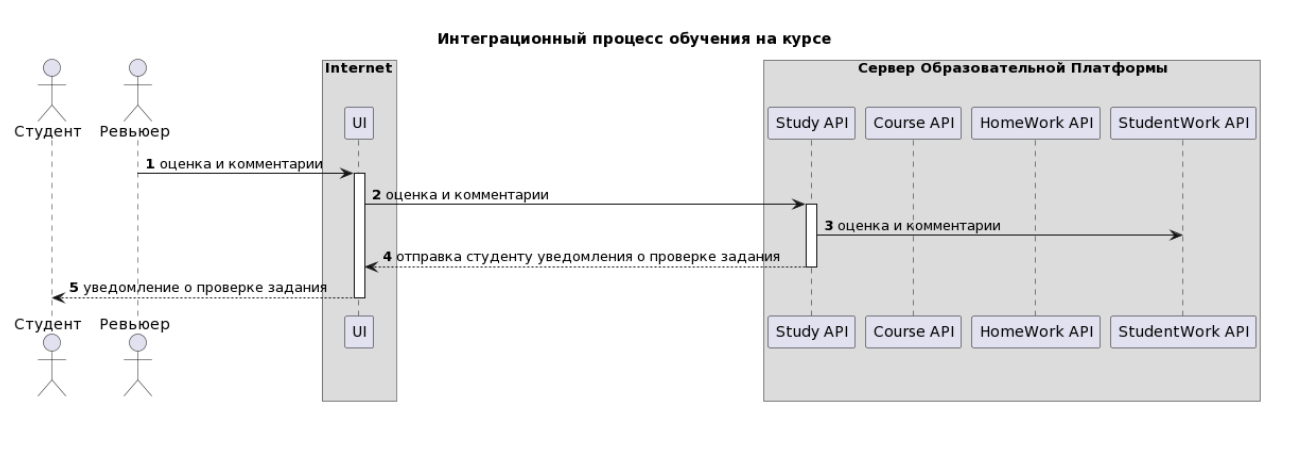 Интеграционный процесс обучения на курсе
Internet
Сервер Образовательной Платформы
Студент
Ревьюер
UI
Study API
Course API
HomeWork API
StudentWork API
1 оценка и комментарии
2 оценка и комментарии
3 оценка и комментарии
4 отправка студенту уведомления о проверке задания
5 уведомление о проверке задания
Студент
Ревьюер
UI
Study API
Course API
HomeWork API
StudentWork API